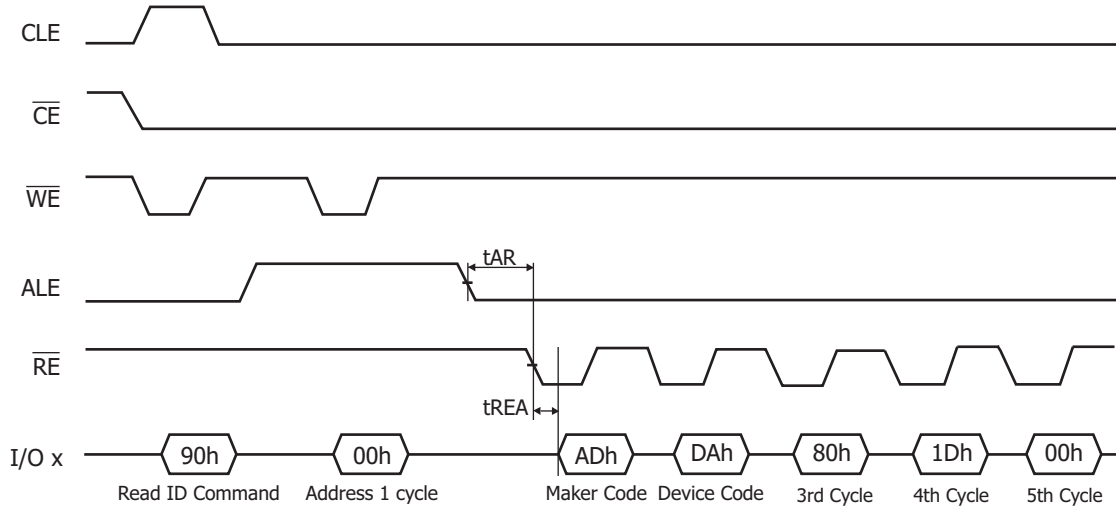 CLE
CE
WE
ALE
tAR
RE
tREA
I/O x
90h 00h ADh DAh 80h 1Dh 00h
Read ID Command Address 1 cycle Maker Code Device Code 3rd Cycle 4th Cycle 5th Cycle